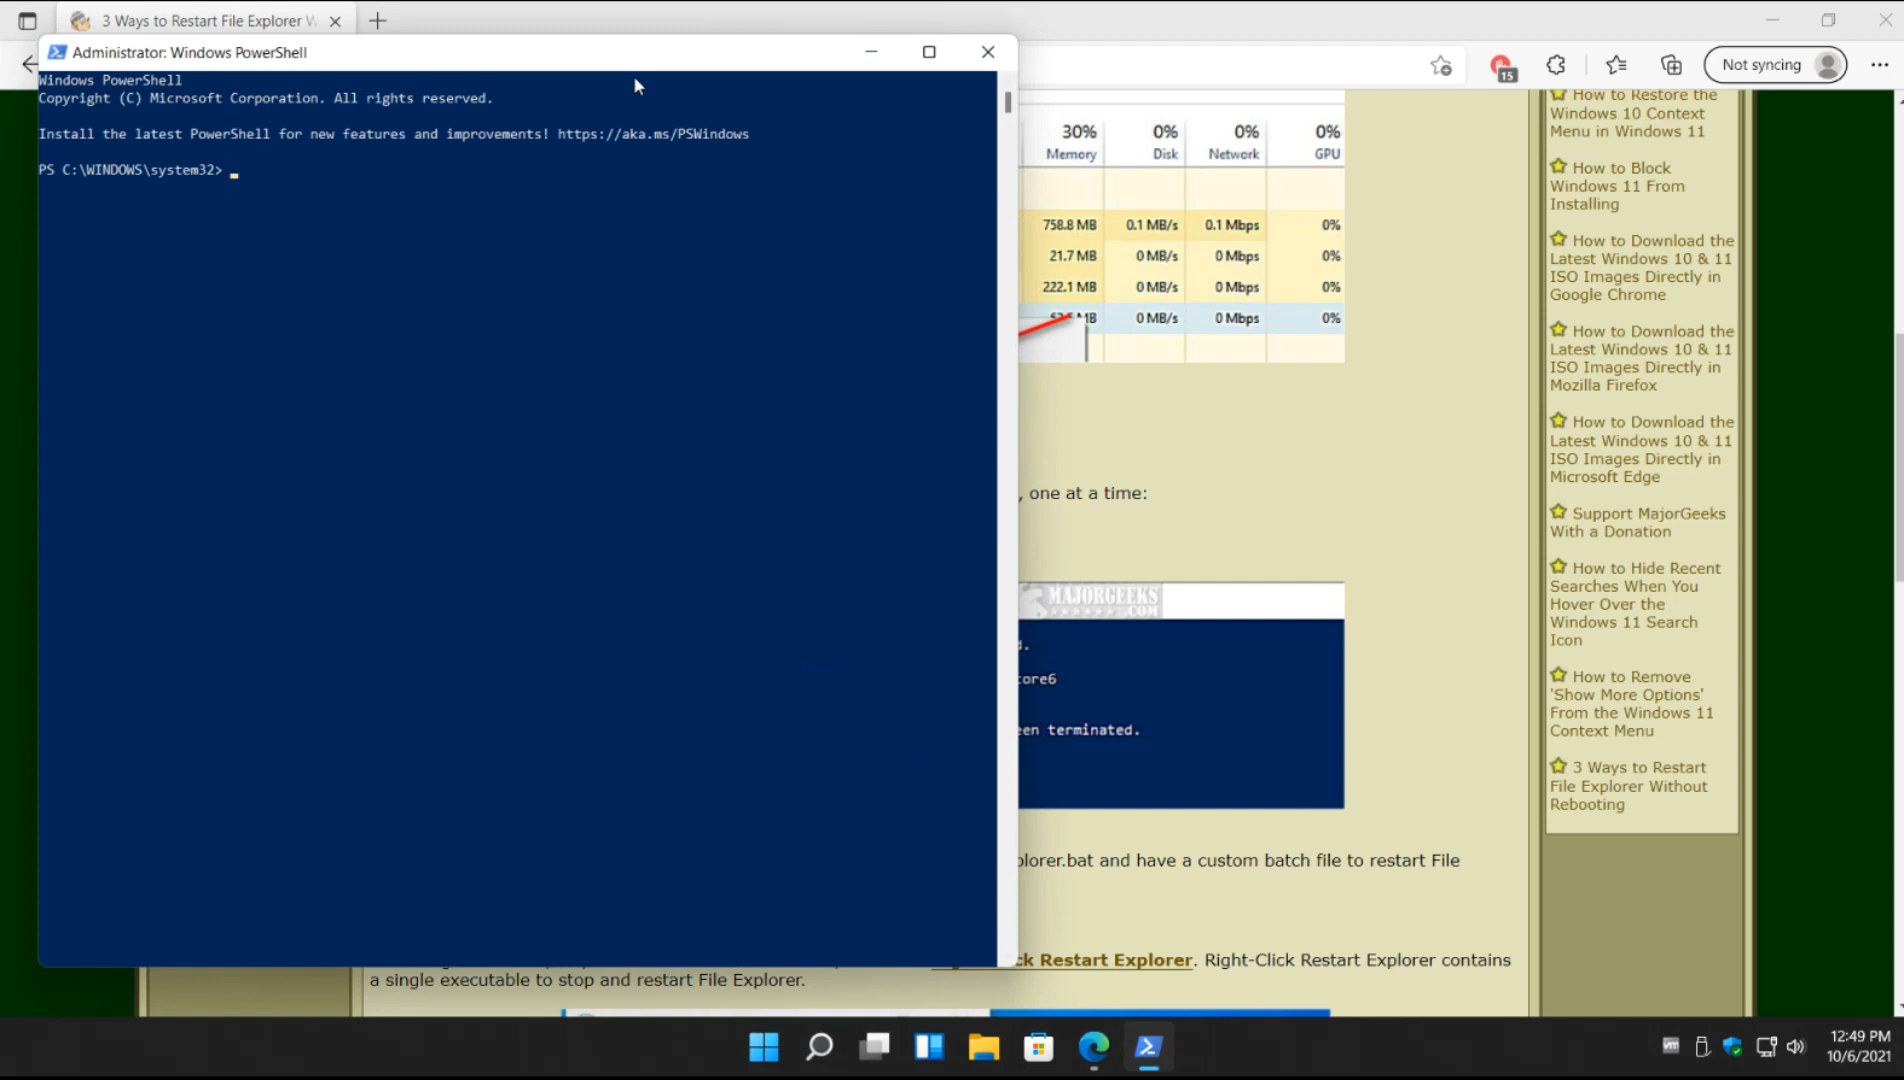 3 Ways to Restart File Explorer W
Administrator: Windows PowerShell
Windows PowerShell
Copyright (C) Microsoft Corporation. All rights reserved.
Install the latest PowerShell for new features and improvements! https://aka.ms/PSWindows
PS C:\WINDOWS\system32>
15
Not syncing
30% 0% 0% 0%
Memory Disk Network GPU
758.8 MB 0.1 MB/s 0.1 Mbps 0%
21.7 MB 0 MB/s 0 Mbps 0%
222.1 MB 0 MB/s 0 Mbps 0%
MB 0 MB/s 0 Mbps 0%
, one at a time:
MAJORGEEKS
.COM
d.
core6
een terminated.
plorer.bat and have a custom batch file to restart File
ck Restart Explorer. Right-Click Restart Explorer contains
a single executable to stop and restart File Explorer.
How to Restore the
Windows 10 Context
Menu in Windows 11
How to Block
Windows 11 From
Installing
How to Download the
Latest Windows 10 & 11
ISO Images Directly in
Google Chrome
How to Download the
Latest Windows 10 & 11
ISO Images Directly in
Mozilla Firefox
How to Download the
Latest Windows 10 & 11
ISO Images Directly in
Microsoft Edge
Support MajorGeeks
With a Donation
How to Hide Recent
Searches When You
Hover Over the
Windows 11 Search
Icon
How to Remove
'Show More Options'
From the Windows 11
Context Menu
3 Ways to Restart
File Explorer Without
Rebooting
vm
12:49 PM
10/6/2021